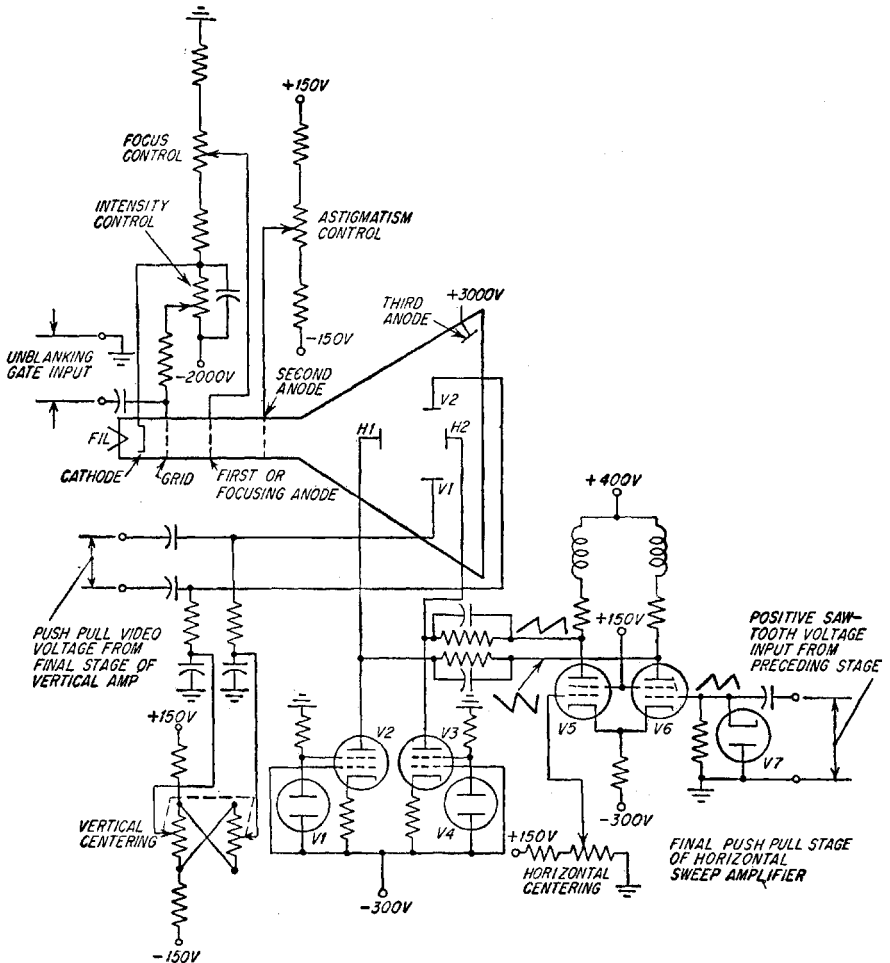 +150V
FOCUS
CONTROL
INTENSITY
CONTROL
ASTIGMATISM
CONTROL
+3000V
THIRD
ANODE
-150V
UNBLANKING
GATE INPUT
-2000V
SECOND
ANODE
V2
H1
H2
FIL
V1
CATHODE
GRID
FIRST OR
FOCUSING ANODE
+400V
PUSH PULL VIDEO
VOLTAGE FROM
FINAL STAGE OF
VERTICAL AMP
+150V
POSITIVE SAW-
TOOTH VOLTAGE
INPUT FROM
PRECEDING STAGE
V5
V6
V7
+150V
V2
V3
V1
V4
-300V
VERTICAL
CENTERING
+150V
HORIZONTAL
CENTERING
-300V
FINAL PUSH PULL STAGE
OF HORIZONTAL
SWEEP AMPLIFIER
-150V